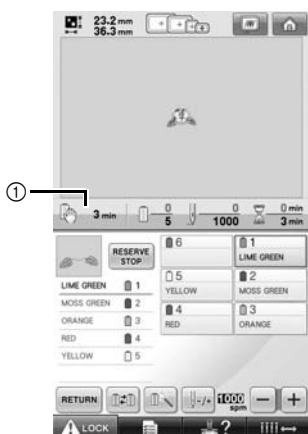 23.2 mm
36.3 mm
①
3 min
0
5
0
1000
0 min
3 min
RESERVE
STOP
LIME GREEN 1
MOSS GREEN 2
ORANGE 3
RED 4
YELLOW 5
6
1
LIME GREEN
5
YELLOW
2
MOSS GREEN
4
RED
3
ORANGE
RETURN
-/+
1000
spm
−
+
LOCK
?